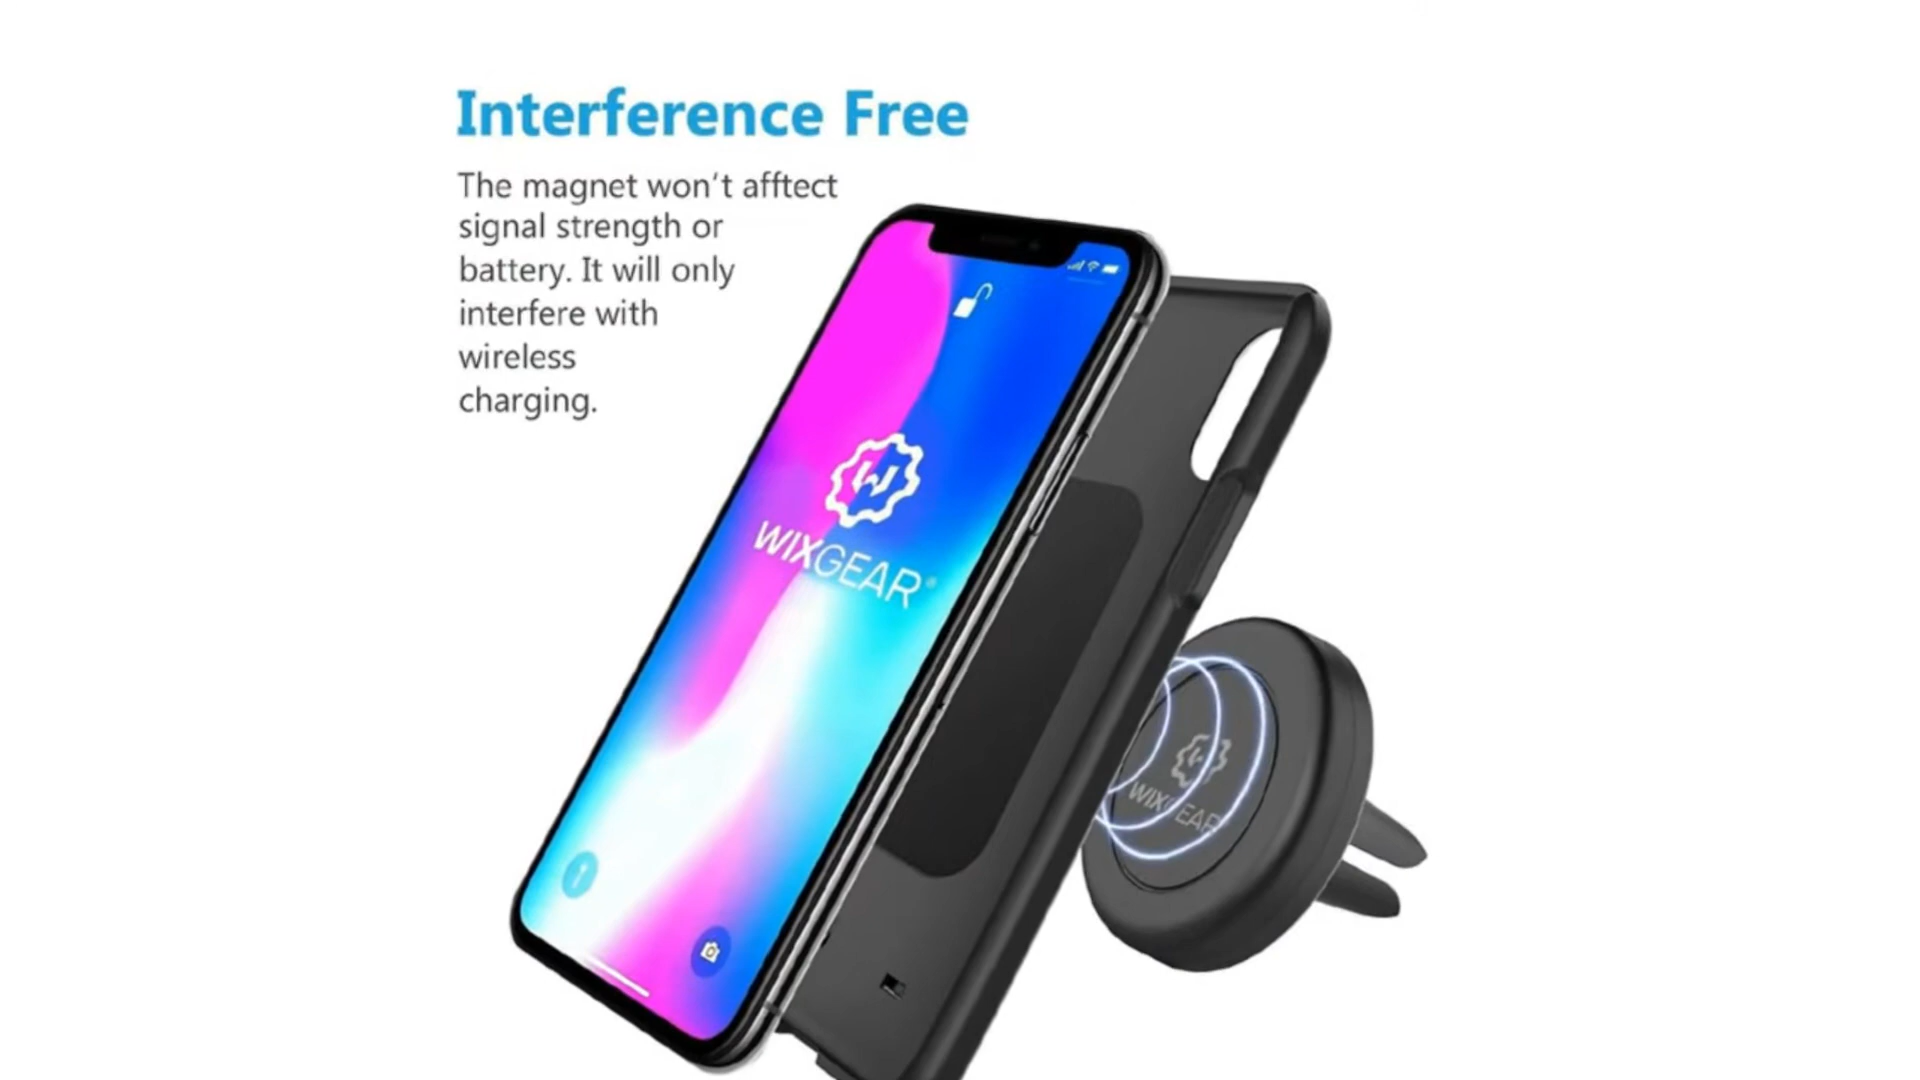 Interference Free
The magnet won't afftect
signal strength or
battery. It will only
interfere with
wireless
charging.
W
WIXGEAR®
W
WIXGEAR